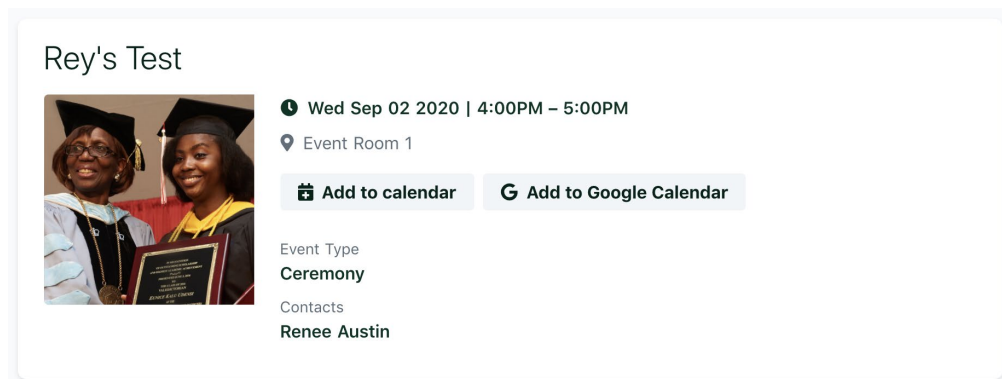 Rey's Test
Wed Sep 02 2020 | 4:00PM – 5:00PM
Event Room 1
Add to calendar
G Add to Google Calendar
Event Type
Ceremony
Contacts
Renee Austin